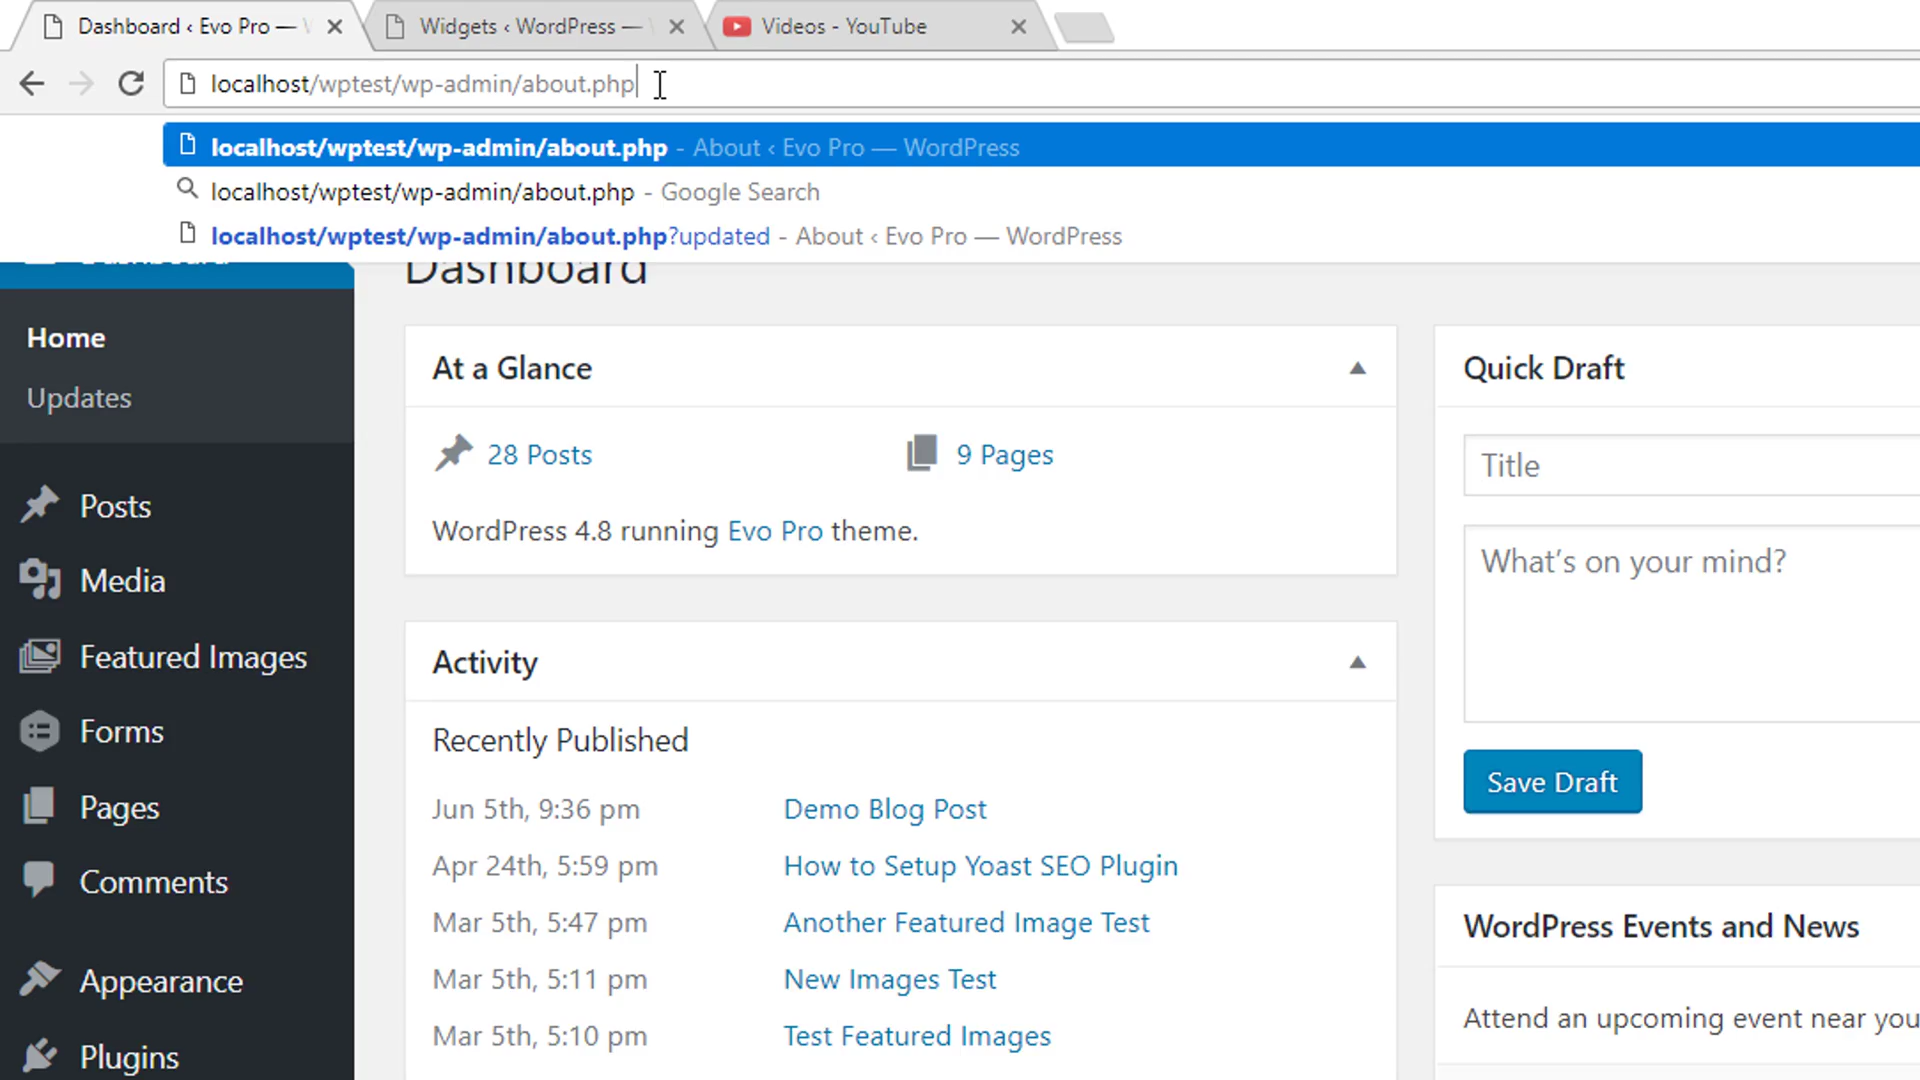 Dashboard ‹ Evo Pro —
Widgets ‹ WordPress —
Videos - YouTube
localhost/wptest/wp-admin/about.php
localhost/wptest/wp-admin/about.php - About ‹ Evo Pro — WordPress
localhost/wptest/wp-admin/about.php - Google Search
localhost/wptest/wp-admin/about.php?updated - About ‹ Evo Pro — WordPress
Dashboard
Home
Updates
Posts
Media
Featured Images
Forms
Pages
Comments
Appearance
Plugins
At a Glance
28 Posts
9 Pages
WordPress 4.8 running Evo Pro theme.
Activity
Recently Published
Jun 5th, 9:36 pm Demo Blog Post
Apr 24th, 5:59 pm How to Setup Yoast SEO Plugin
Mar 5th, 5:47 pm Another Featured Image Test
Mar 5th, 5:11 pm New Images Test
Mar 5th, 5:10 pm Test Featured Images
Quick Draft
Title
What's on your mind?
Save Draft
WordPress Events and News
Attend an upcoming event near you